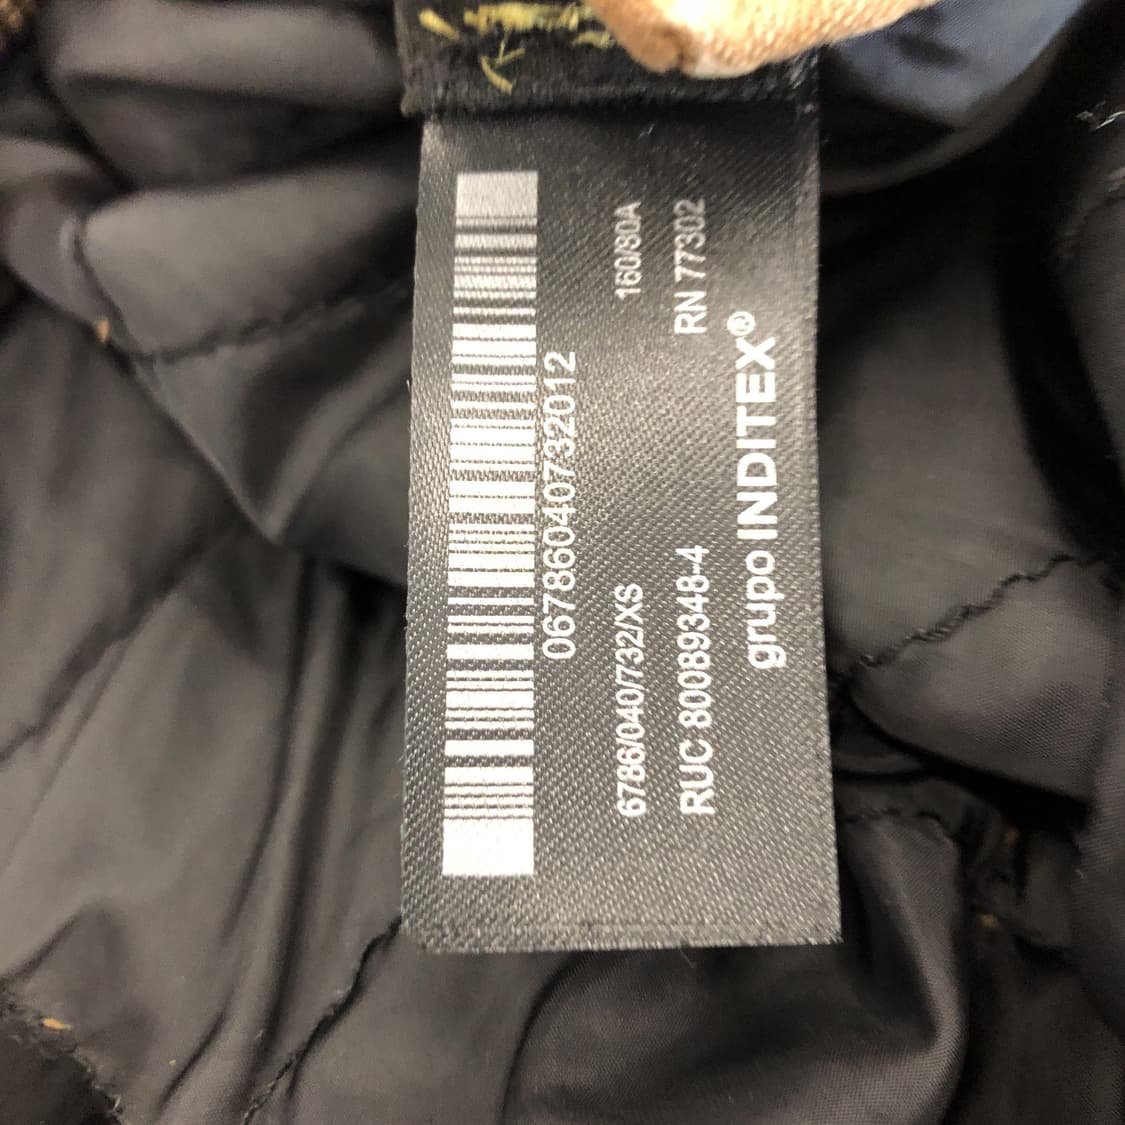 06786040732012
6786/040/732/XS 160/80A
RUC 80089348-4 RN 77302
grupo INDITEX®